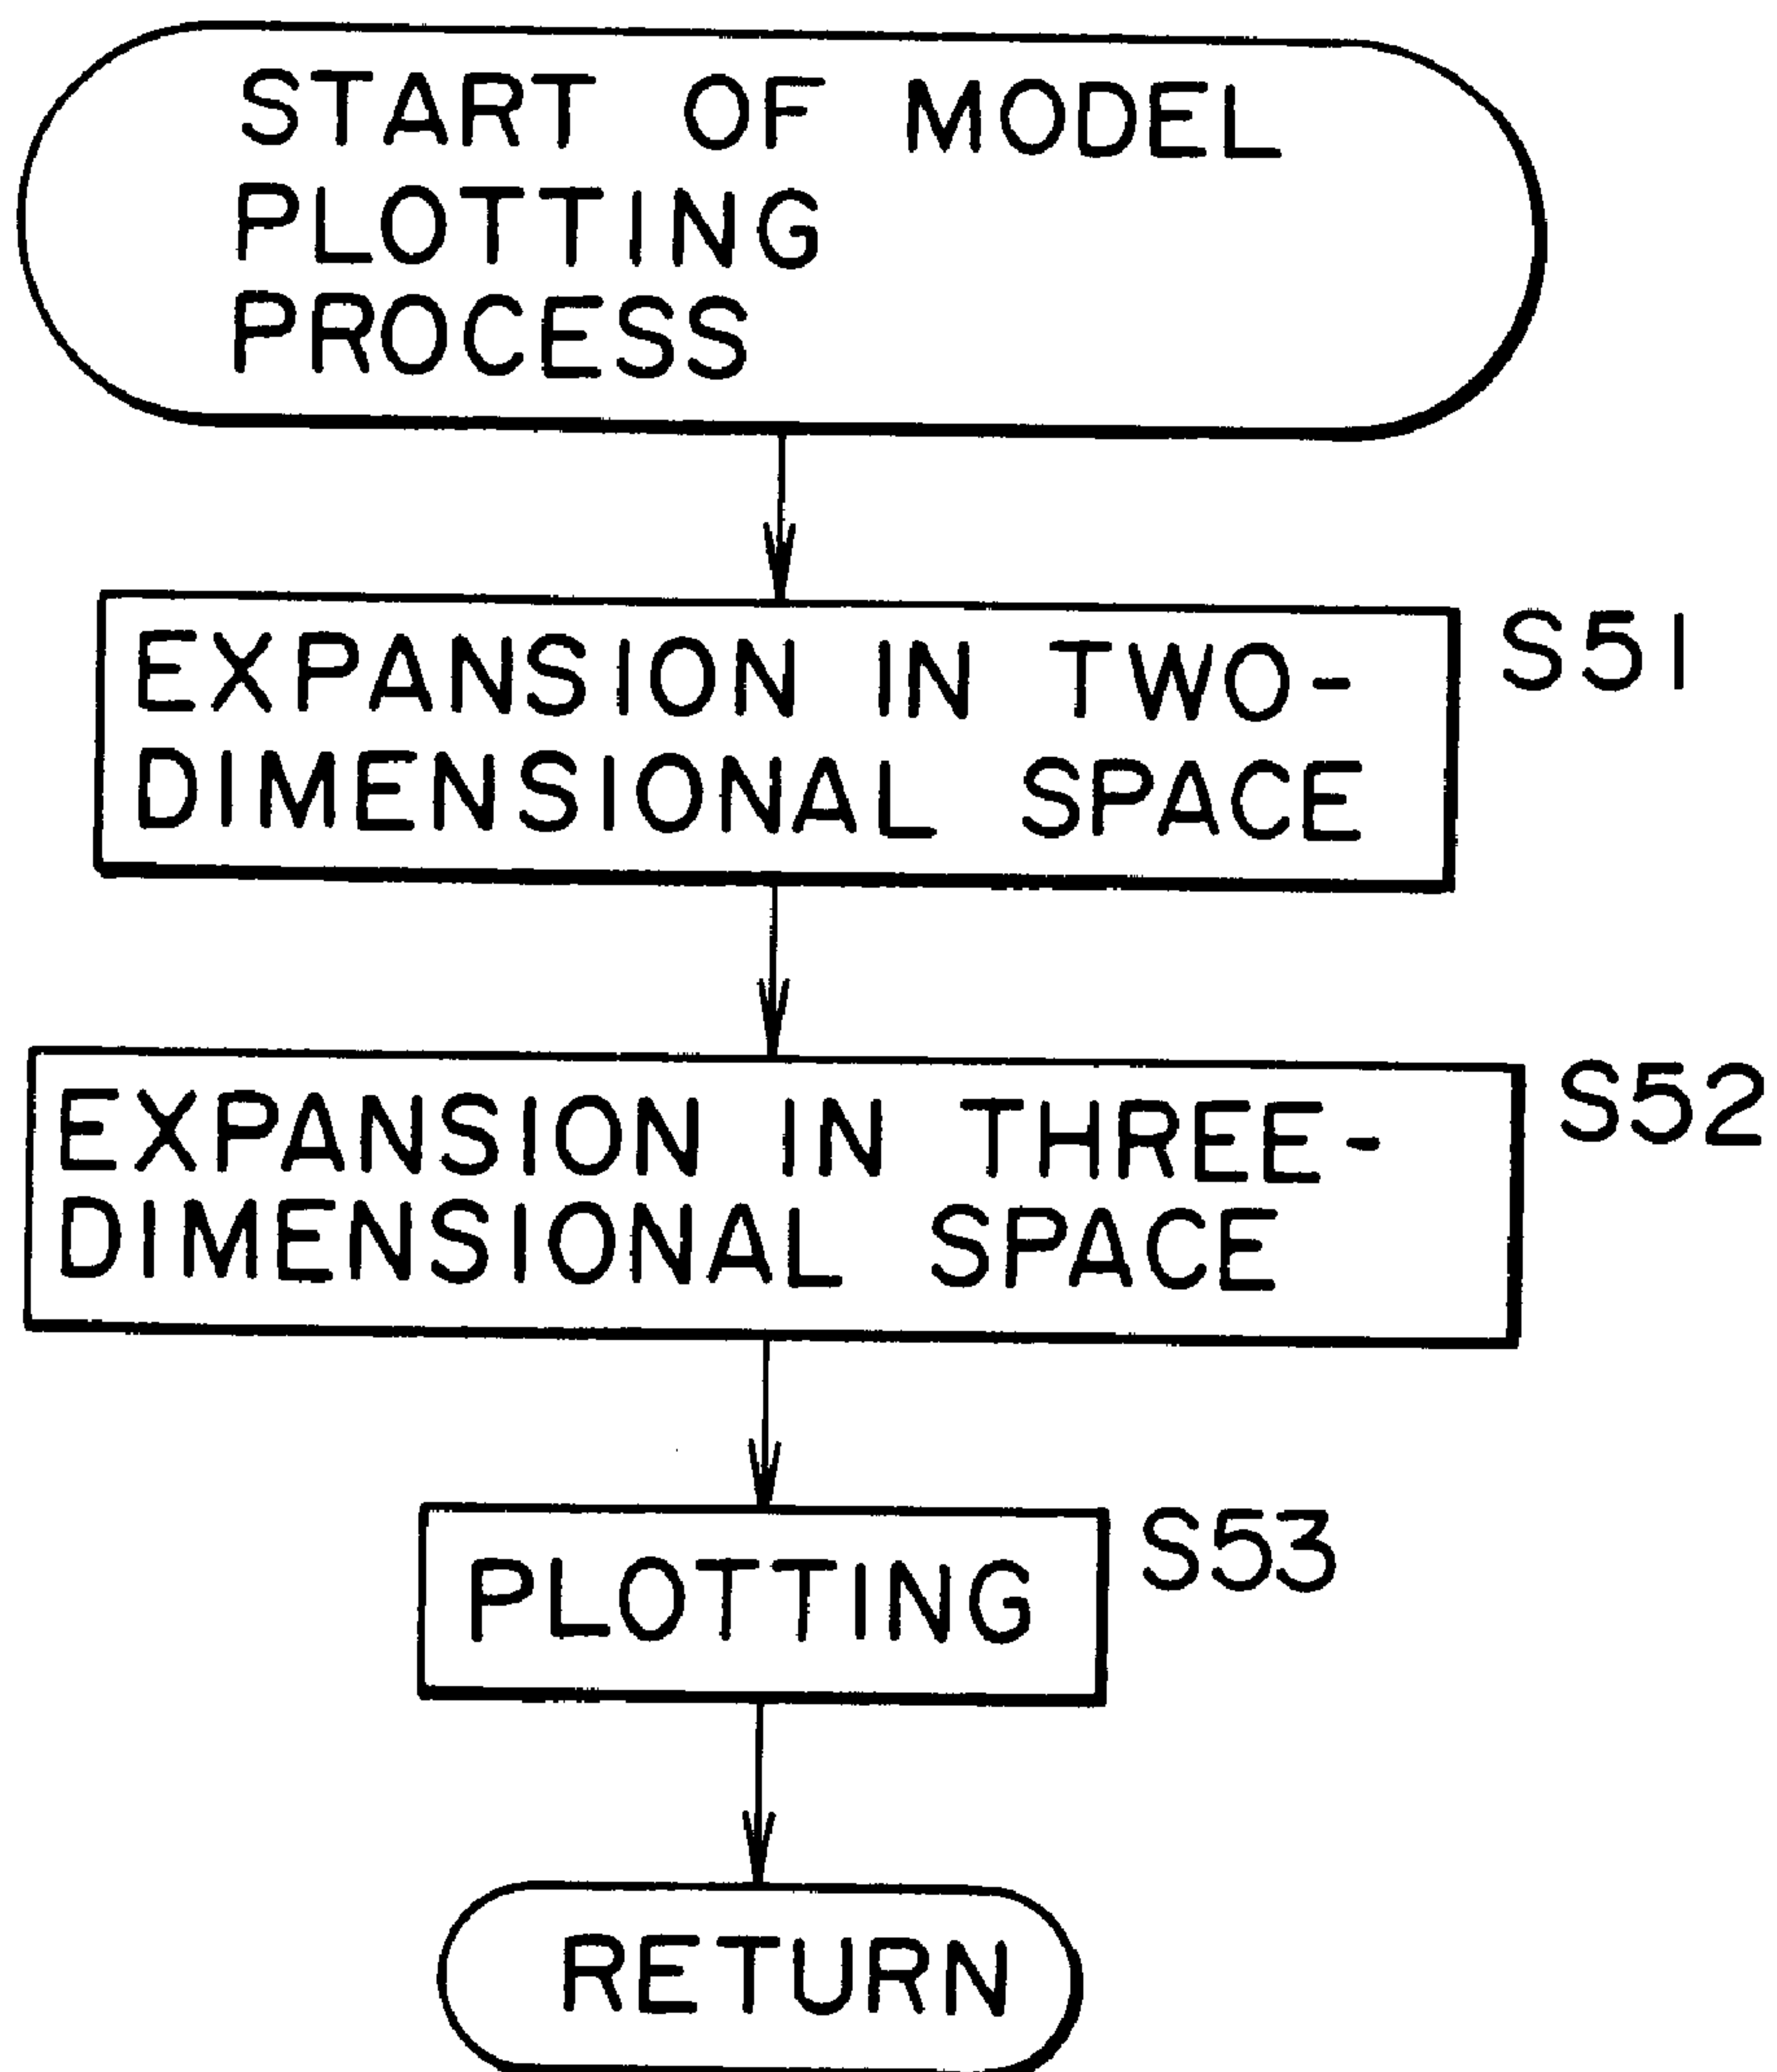 START OF MODEL
PLOTTING
PROCESS
EXPANSION IN TWO-
DIMENSIONAL SPACE
S51
EXPANSION IN THREE-
DIMENSIONAL SPACE
S52
PLOTTING
S53
RETURN